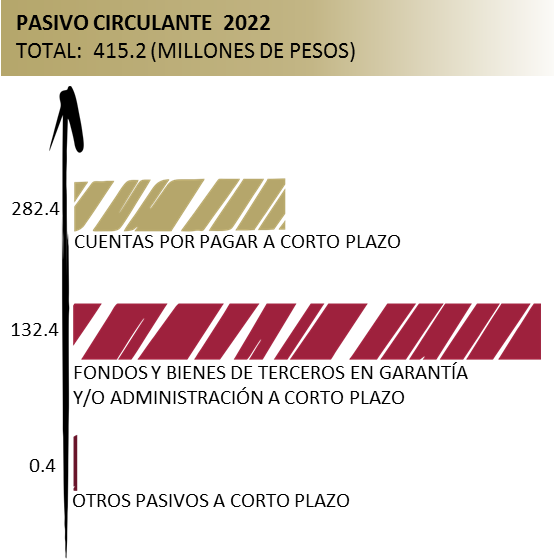 PASIVO CIRCULANTE 2022
TOTAL: 415.2 (MILLONES DE PESOS)
282.4
CUENTAS POR PAGAR A CORTO PLAZO
132.4
FONDOS Y BIENES DE TERCEROS EN GARANTÍA
Y/O ADMINISTRACIÓN A CORTO PLAZO
0.4
OTROS PASIVOS A CORTO PLAZO